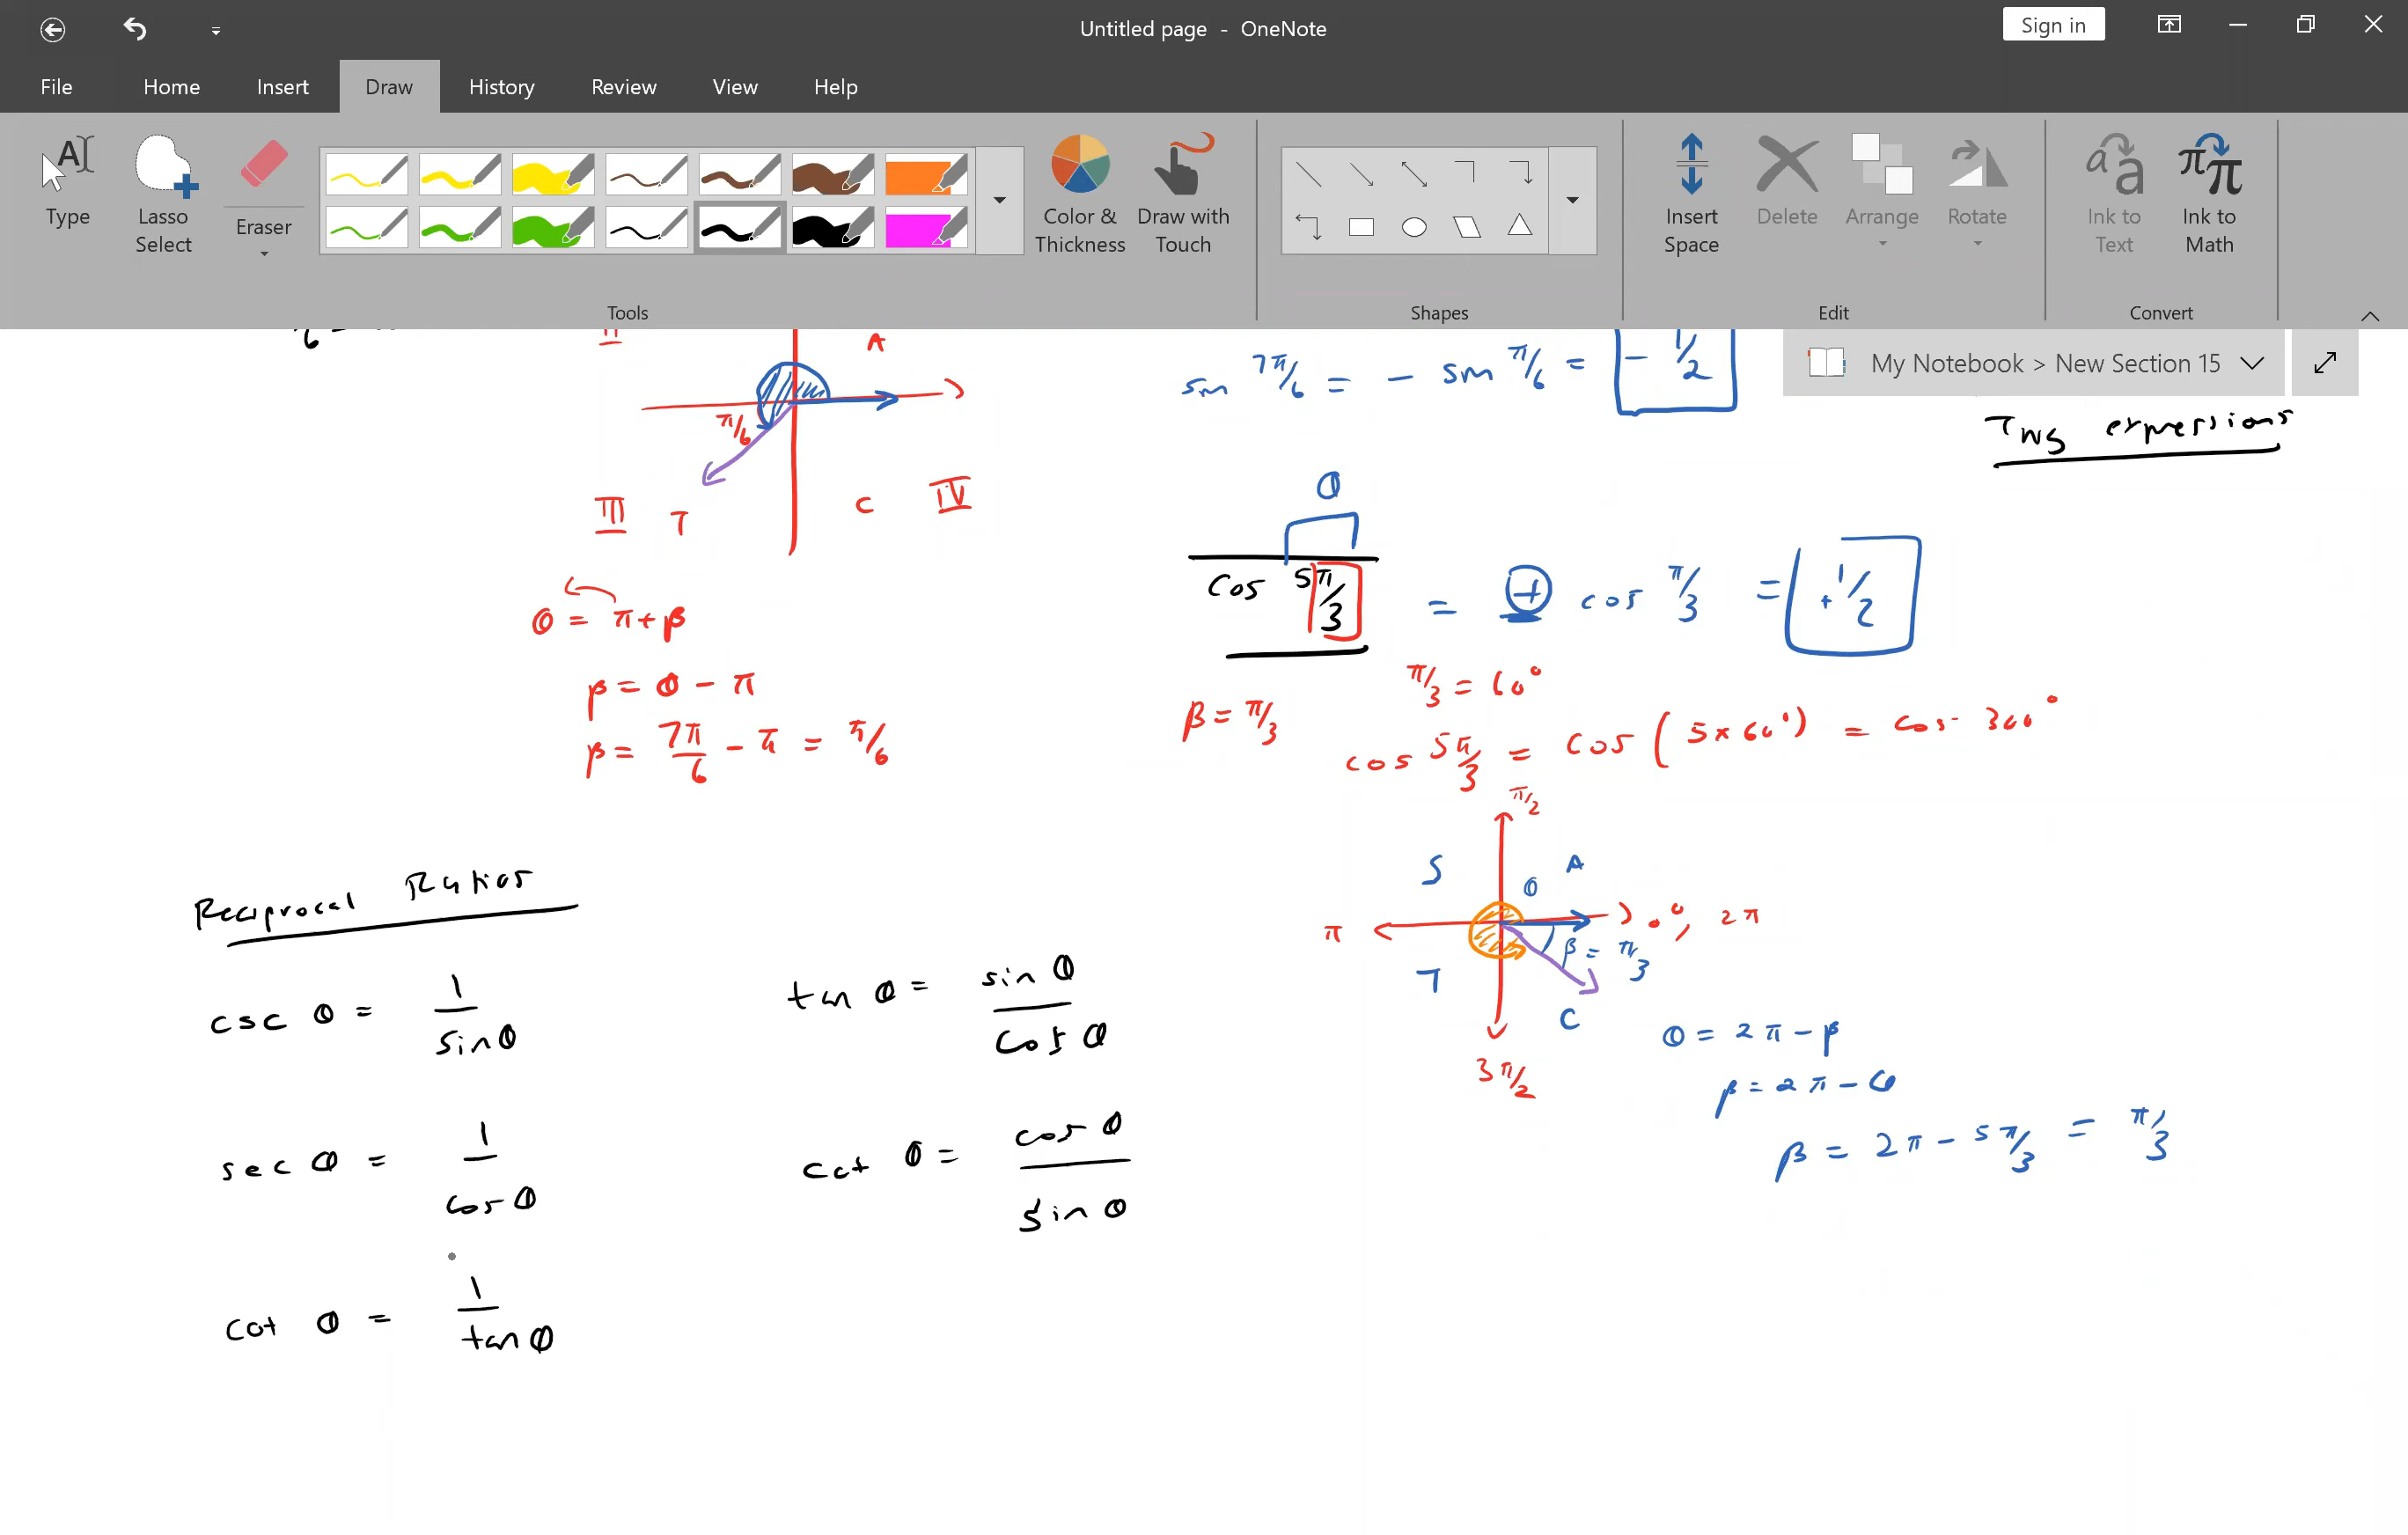 Untitled page - OneNote
Sign in
File Home Insert Draw History Review View Help
Type
Lasso Select
Eraser
Color & Thickness
Draw with Touch
Insert Space
Delete
Arrange
Rotate
Ink to Text
Ink to Math
Tools
Shapes
Edit
Convert
My Notebook > New Section 15
II
A
π/6
III T
C IV
θ = π + β
β = θ - π
β = 7π/6 - π = π/6
sin 7π/6 = - sin π/6 = - 1/2
expressions
θ
cos 5π/3 = + cos π/3 = + 1/2
β = π/3
π/3 = 60°
cos 5π/3 = cos (5 × 60°) = cos 300°
π/2
S A
θ
π
0°, 2π
β = π/3
T
C
3π/2
θ = 2π - β
β = 2π - θ
β = 2π - 5π/3 = π/3
Reciprocal Ratios
csc θ = 1/sin θ
tan θ = sin θ/cos θ
sec θ = 1/cos θ
cot θ = cos θ/sin θ
cot θ = 1/tan θ